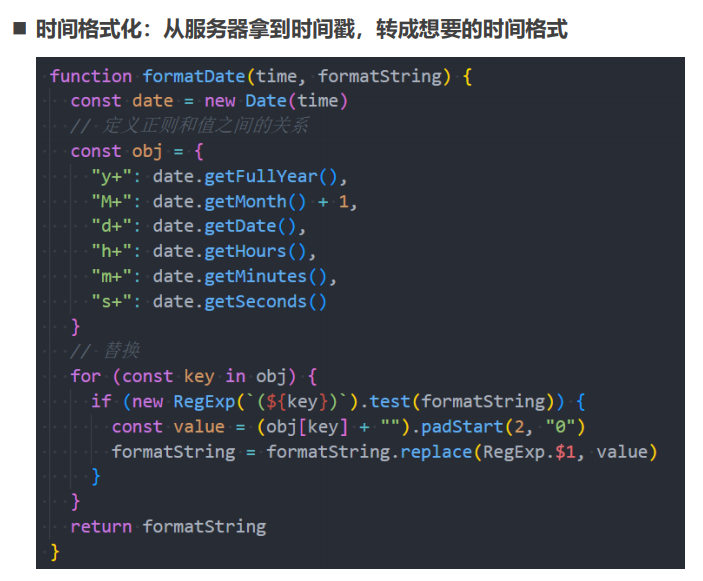 ■ 时间格式化：从服务器拿到时间戳，转成想要的时间格式
function formatDate(time, formatString) {
  const date = new Date(time)
  // 定义正则和值之间的关系
  const obj = {
    "y+": date.getFullYear(),
    "M+": date.getMonth() + 1,
    "d+": date.getDate(),
    "h+": date.getHours(),
    "m+": date.getMinutes(),
    "s+": date.getSeconds()
  }
  // 替换
  for (const key in obj) {
    if (new RegExp(`(${key})`).test(formatString)) {
      const value = (obj[key] + "").padStart(2, "0")
      formatString = formatString.replace(RegExp.$1, value)
    }
  }
  return formatString
}